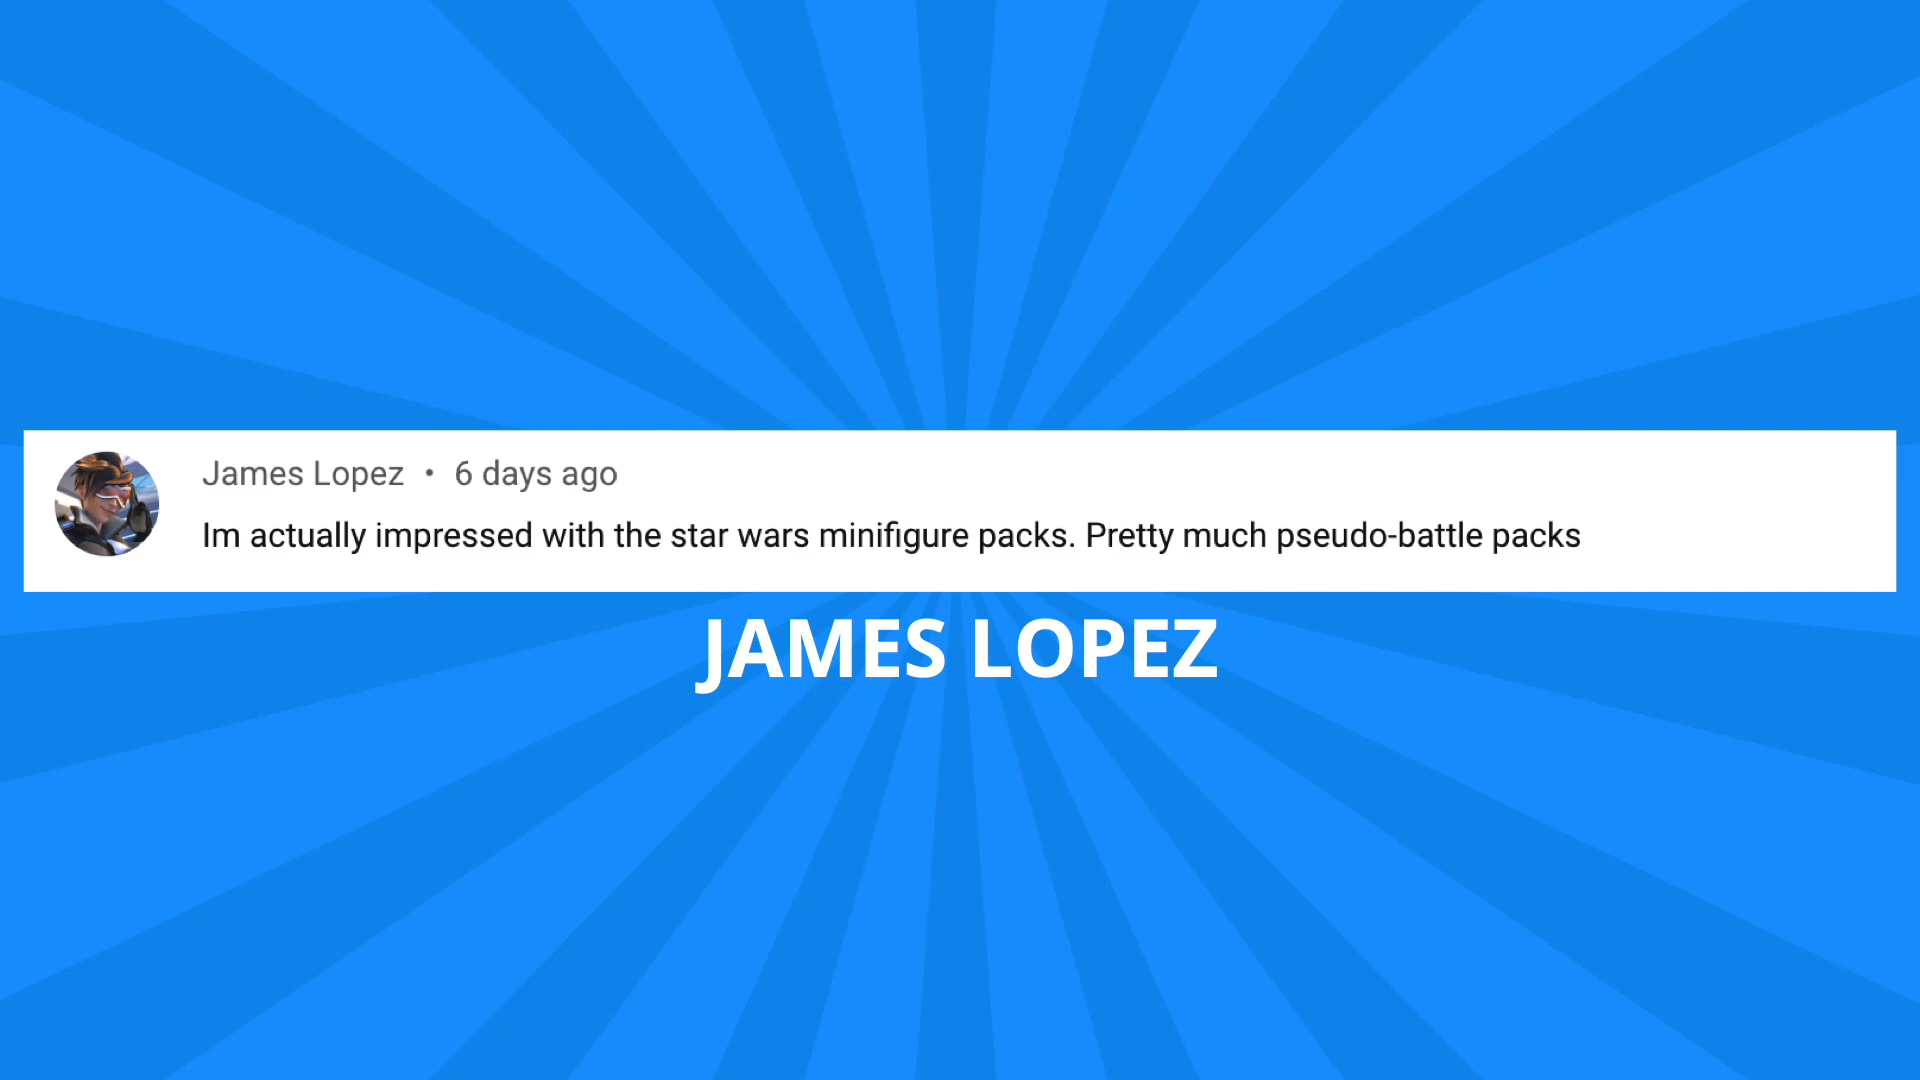 James Lopez • 6 days ago
Im actually impressed with the star wars minifigure packs. Pretty much pseudo-battle packs
JAMES LOPEZ